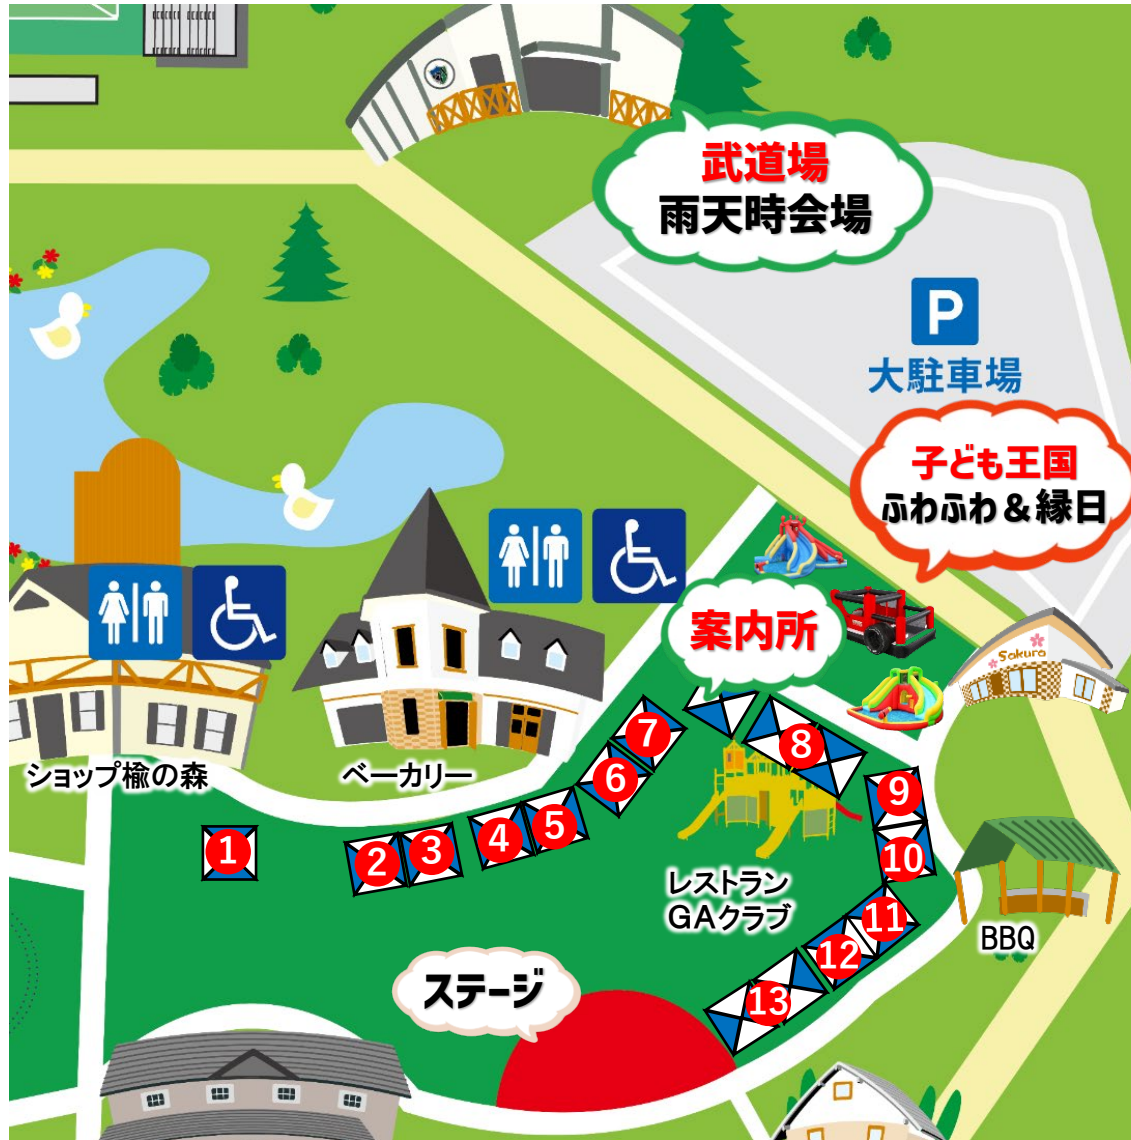 武道場
雨天時会場
P
大駐車場
子ども王国
ふわふわ&縁日
案内所
Sakura
ショップ楡の森
ベーカリー
7
8
6
9
5
4
3
1
2
10
レストラン
GAクラブ
11
BBQ
12
ステージ
13